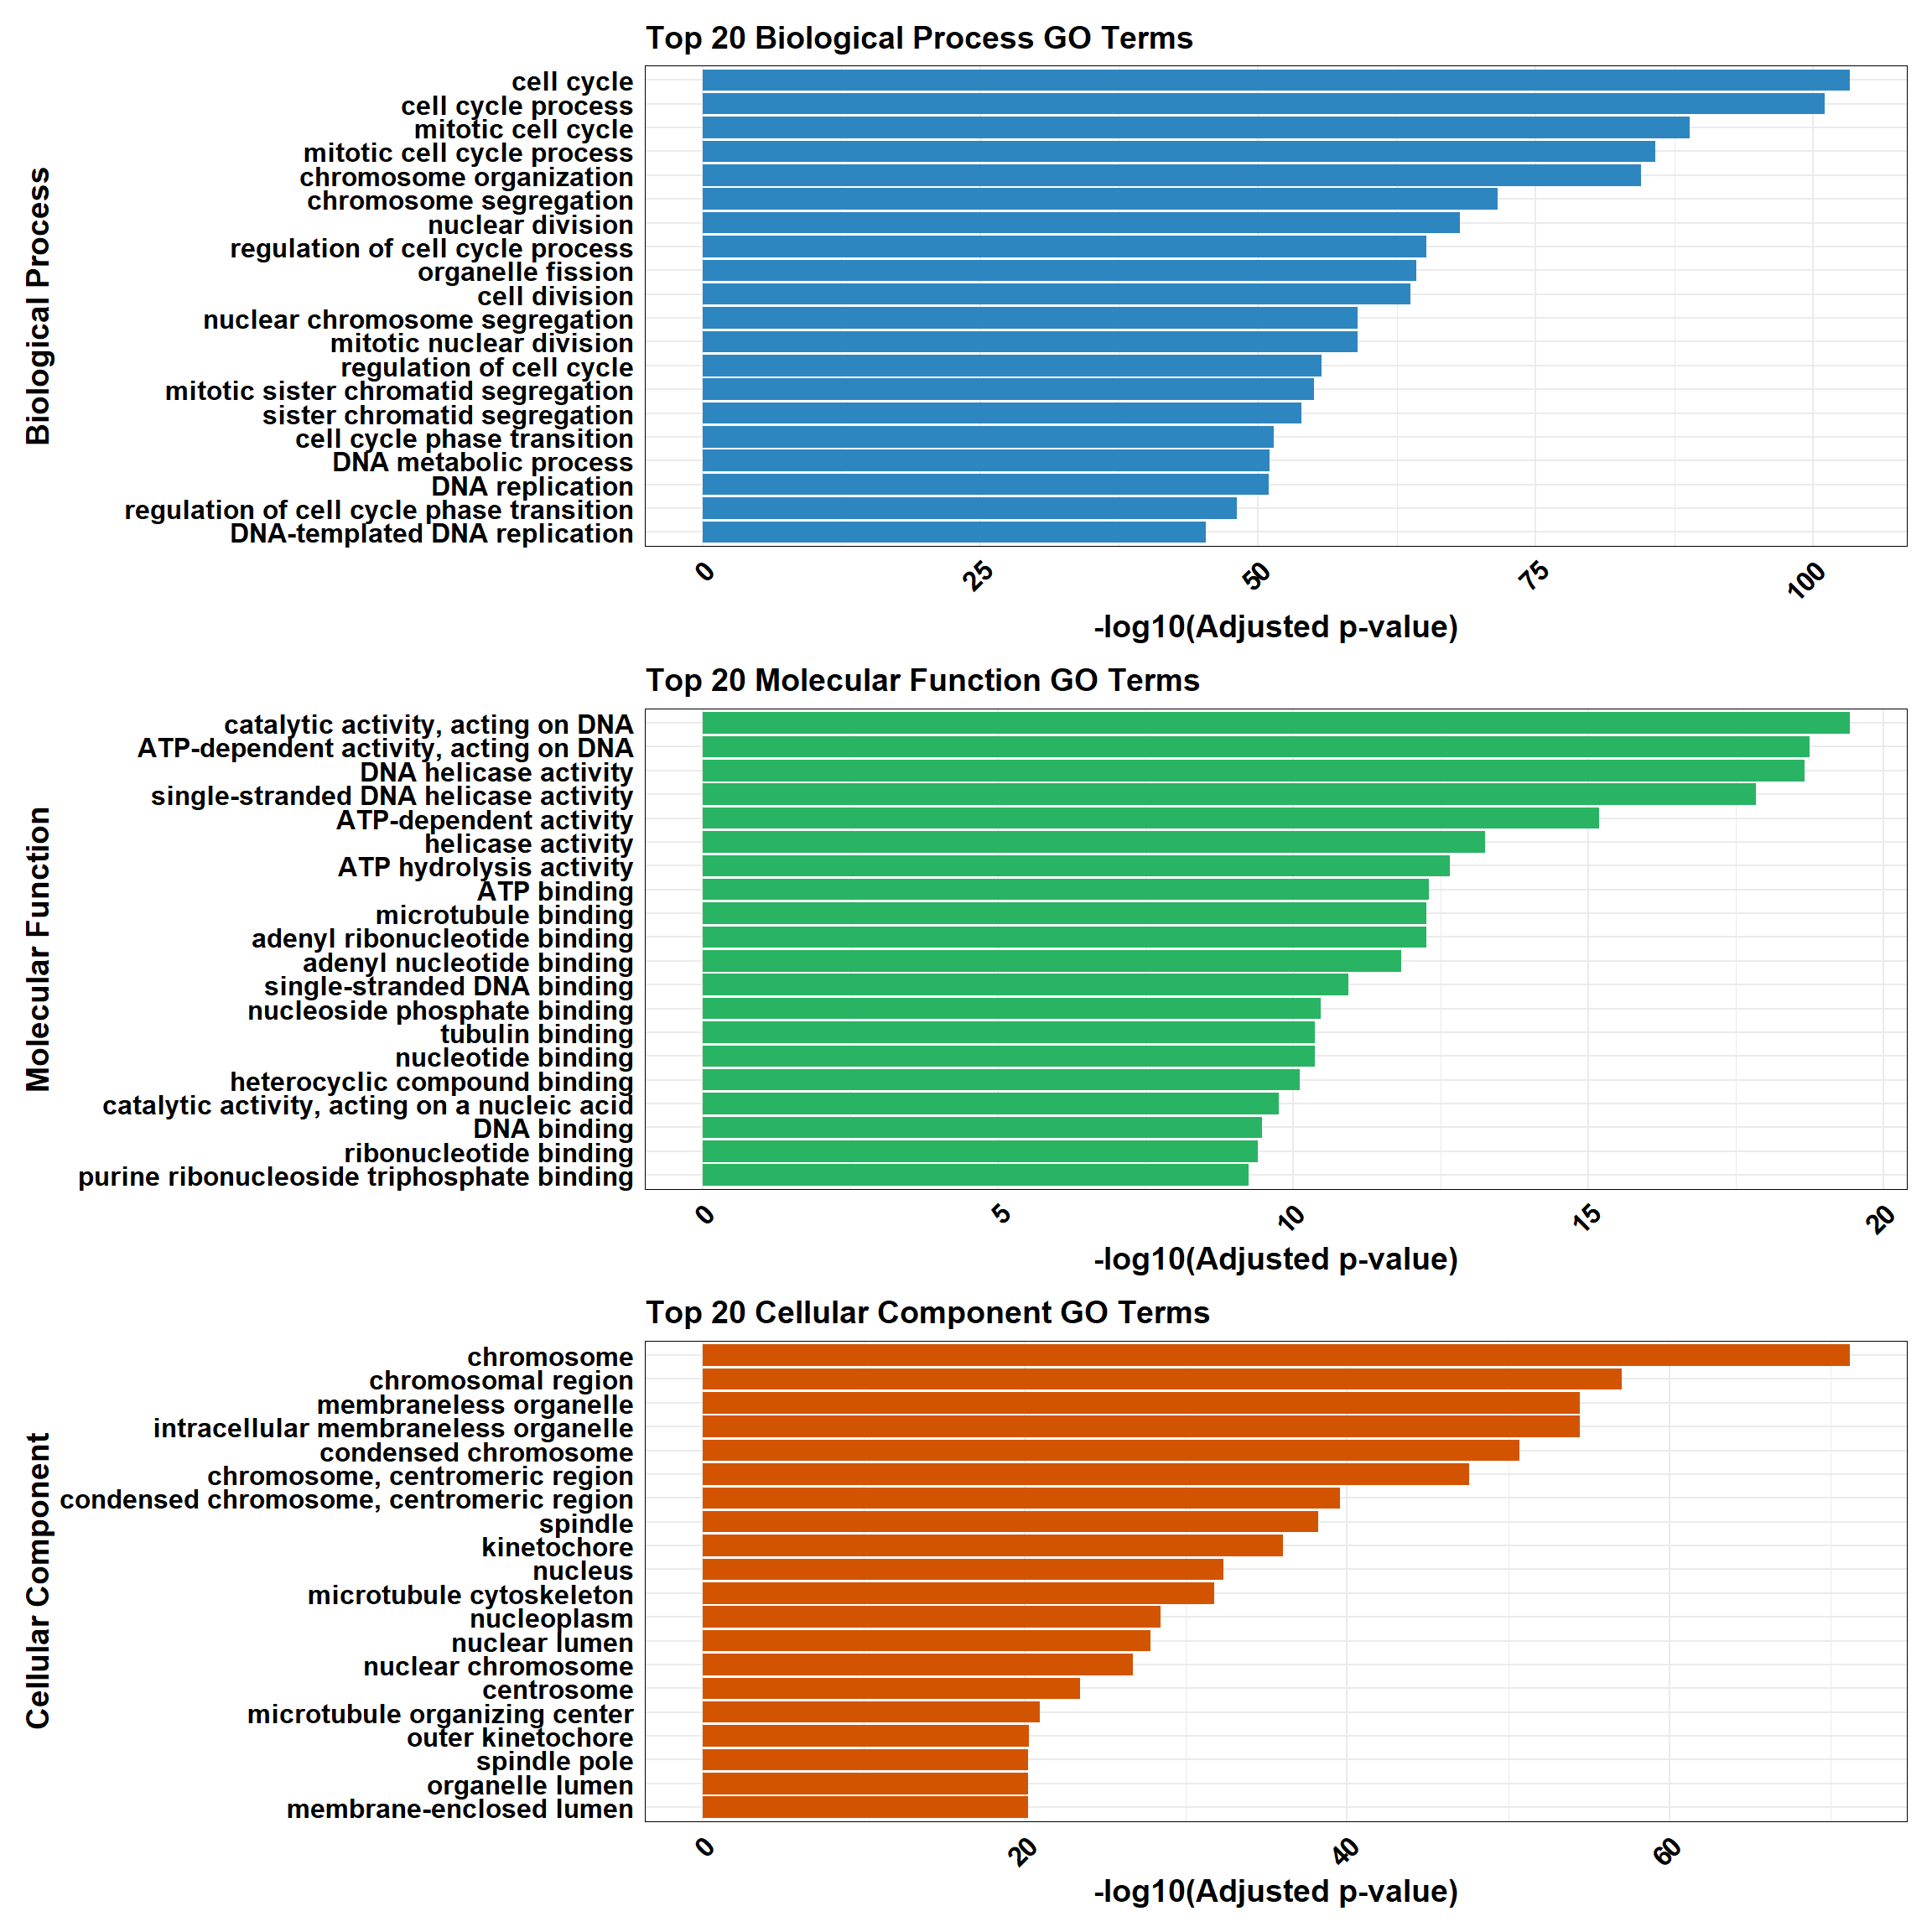 Top 20 Biological Process GO Terms
Biological Process
cell cycle
cell cycle process
mitotic cell cycle
mitotic cell cycle process
chromosome organization
chromosome segregation
nuclear division
regulation of cell cycle process
organelle fission
cell division
nuclear chromosome segregation
mitotic nuclear division
regulation of cell cycle
mitotic sister chromatid segregation
sister chromatid segregation
cell cycle phase transition
DNA metabolic process
DNA replication
regulation of cell cycle phase transition
DNA-templated DNA replication
0 25 50 75 100
-log10(Adjusted p-value)
Top 20 Molecular Function GO Terms
Molecular Function
catalytic activity, acting on DNA
ATP-dependent activity, acting on DNA
DNA helicase activity
single-stranded DNA helicase activity
ATP-dependent activity
helicase activity
ATP hydrolysis activity
ATP binding
microtubule binding
adenyl ribonucleotide binding
adenyl nucleotide binding
single-stranded DNA binding
nucleoside phosphate binding
tubulin binding
nucleotide binding
heterocyclic compound binding
catalytic activity, acting on a nucleic acid
DNA binding
ribonucleotide binding
purine ribonucleoside triphosphate binding
0 5 10 15 20
-log10(Adjusted p-value)
Top 20 Cellular Component GO Terms
Cellular Component
chromosome
chromosomal region
membraneless organelle
intracellular membraneless organelle
condensed chromosome
chromosome, centromeric region
condensed chromosome, centromeric region
spindle
kinetochore
nucleus
microtubule cytoskeleton
nucleoplasm
nuclear lumen
nuclear chromosome
centrosome
microtubule organizing center
outer kinetochore
spindle pole
organelle lumen
membrane-enclosed lumen
0 20 40 60
-log10(Adjusted p-value)